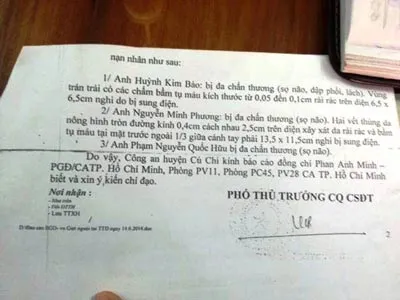 nạn nhân như sau:
1/ Anh Huỳnh Kim Bảo: bị đa chấn thương (sọ não, dập phổi, lách). Vùng
trán trái có các chấm bầm tụ máu kích thước từ 0,05 đến 0,1cm rải rác trên diện 6,5 x
6,5cm nghi do bị sung điện.
2/ Anh Nguyễn Minh Phương: bị đa chấn thương (sọ não). Hai vết thủng da
nông hình tròn đường kính 0,4cm cách nhau 2,5cm trên diện xây xát da rải rác và bầm
tụ máu tại mặt trước ngoài 1/3 giữa cánh tay phải 13,5 x 11,5cm nghi bị sung điện.
3/ Anh Phạm Nguyễn Quốc Hữu bị đa chấn thương (sọ não).
Do vậy, Công an huyện Củ Chi kính báo cáo đồng chí Phan Anh Minh –
PGĐ/CATP. Hồ Chí Minh, Phòng PV11, Phòng PC45, PV28 CA TP. Hồ Chí Minh
biết và xin ý kiến chỉ đạo.
Nơi nhận :
PHÓ THỦ TRƯỞNG CQ CSĐT
- Như trên
- Đội ĐTTH
- Lưu TTXH
2